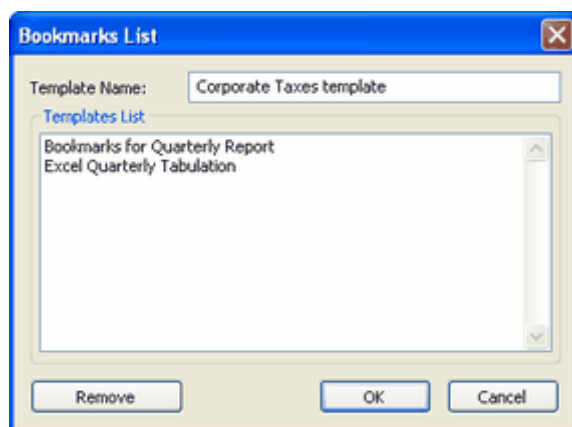 Bookmarks List
Template Name: Corporate Taxes template
Templates List
Bookmarks for Quarterly Report
Excel Quarterly Tabulation
Remove OK Cancel